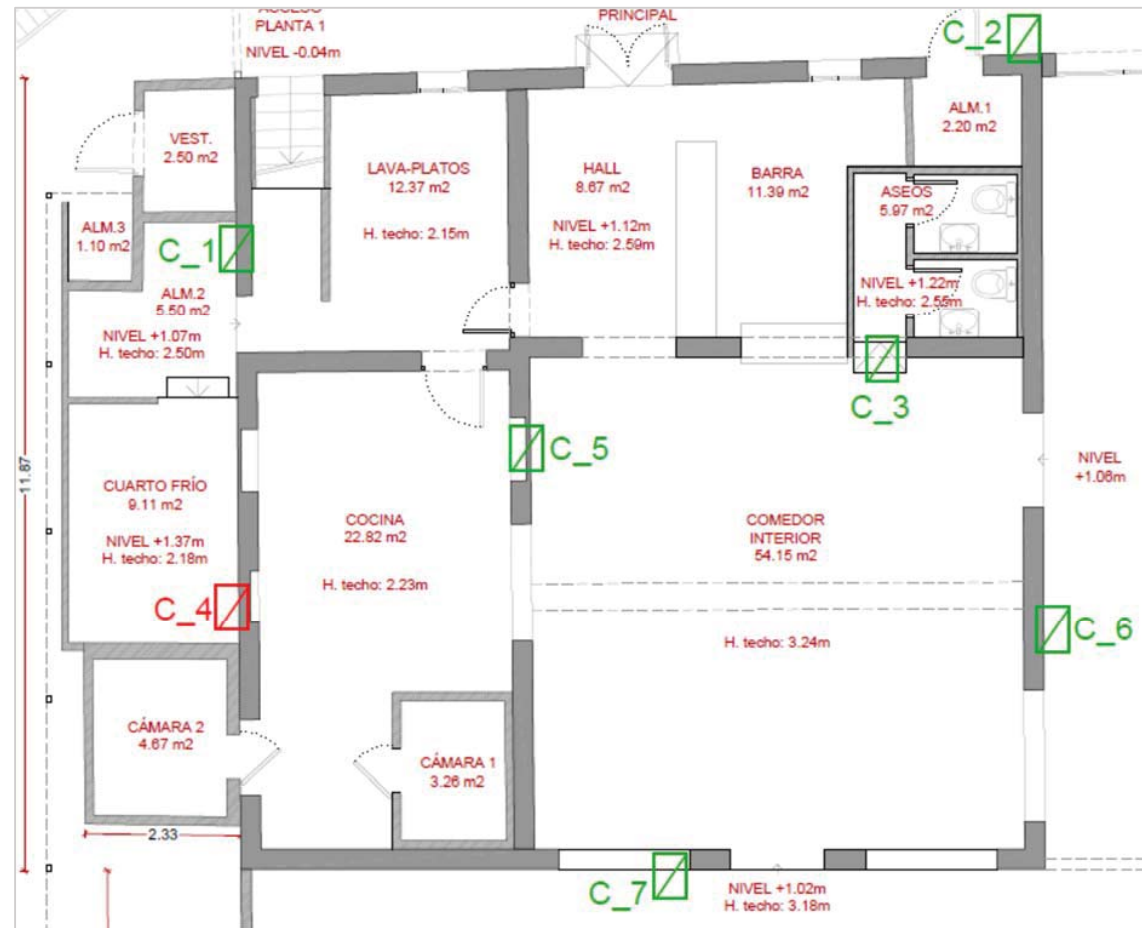 ACCESO
PLANTA 1
NIVEL -0.04m
PRINCIPAL
C_2
VEST.
2.50 m2
LAVA-PLATOS
12.37 m2
H. techo: 2.15m
HALL
8.67 m2
NIVEL +1.12m
H. techo: 2.59m
BARRA
11.39 m2
ALM.1
2.20 m2
ASEOS
5.97 m2
NIVEL +1.22m
H. techo: 2.55m
ALM.3
1.10 m2
C_1
ALM.2
5.50 m2
NIVEL +1.07m
H. techo: 2.50m
C_3
C_5
NIVEL
+1.06m
11.87
CUARTO FRÍO
9.11 m2
NIVEL +1.37m
H. techo: 2.18m
COCINA
22.82 m2
H. techo: 2.23m
COMEDOR
INTERIOR
54.15 m2
C_4
C_6
H. techo: 3.24m
CÁMARA 2
4.67 m2
CÁMARA 1
3.26 m2
2.33
C_7
NIVEL +1.02m
H. techo: 3.18m